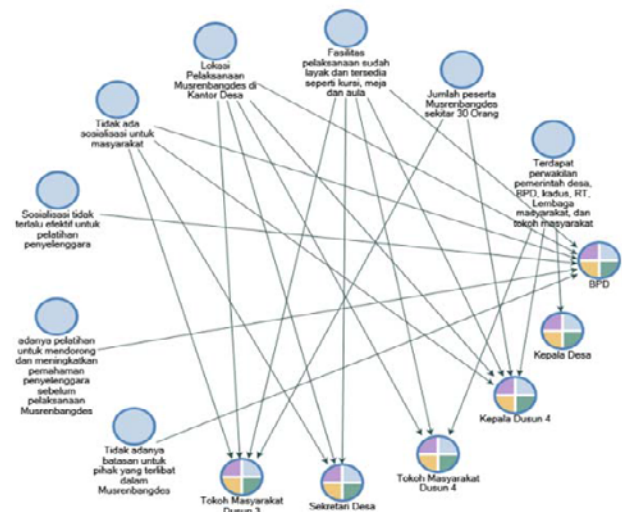 Fasilitas
pelaksanaan sudah
layak dan tersedia
seperti kursi, meja
dan aula
Lokasi
Pelaksanaan
Musrenbangdes di
Kantor Desa
Jumlah peserta
Musrenbangdes
sekitar 30 Orang
Tidak ada
sosialisasi untuk
masyarakat
Terdapat
perwakilan
pemerintah desa,
BPD, kadus, RT,
Lembaga
masyarakat, dan
tokoh masyarakat
Sosialisasi tidak
terlalu efektif untuk
pelatihan
penyelenggara
BPD
Kepala Desa
adanya pelatihan
untuk mendorong
dan meningkatkan
pemahaman
penyelenggara
sebelum
pelaksanaan
Musrenbangdes
Kepala Dusun 4
Tidak adanya
batasan untuk
pihak yang terlibat
dalam
Musrenbangdes
Tokoh Masyarakat
Dusun 4
Tokoh Masyarakat
Dusun 3
Sekretari Desa